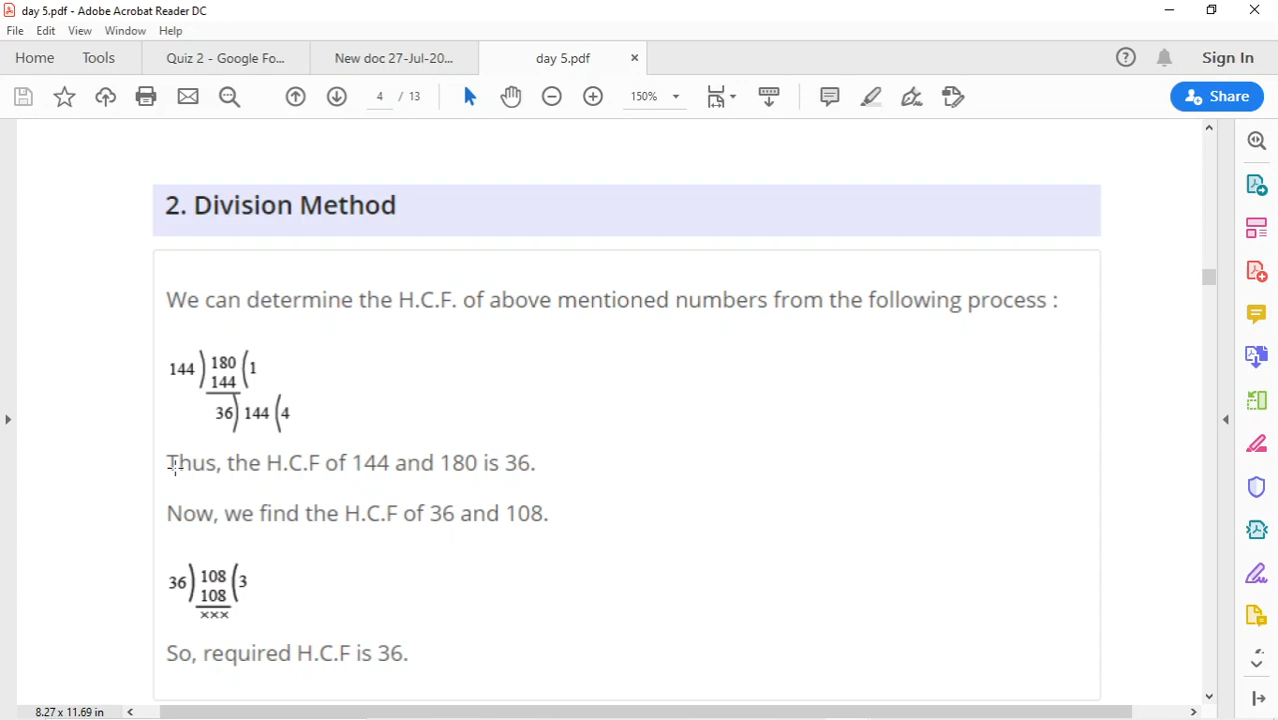 day 5.pdf - Adobe Acrobat Reader DC
File Edit View Window Help
Home Tools Quiz 2 - Google Fo... New doc 27-Jul-20... day 5.pdf × Sign In
4 / 13 150% Share
2. Division Method
We can determine the H.C.F. of above mentioned numbers from the following process :
144 ) 180 ( 1
144
36 ) 144 ( 4
Thus, the H.C.F of 144 and 180 is 36.
Now, we find the H.C.F of 36 and 108.
36 ) 108 ( 3
108
×××
So, required H.C.F is 36.
8.27 x 11.69 in